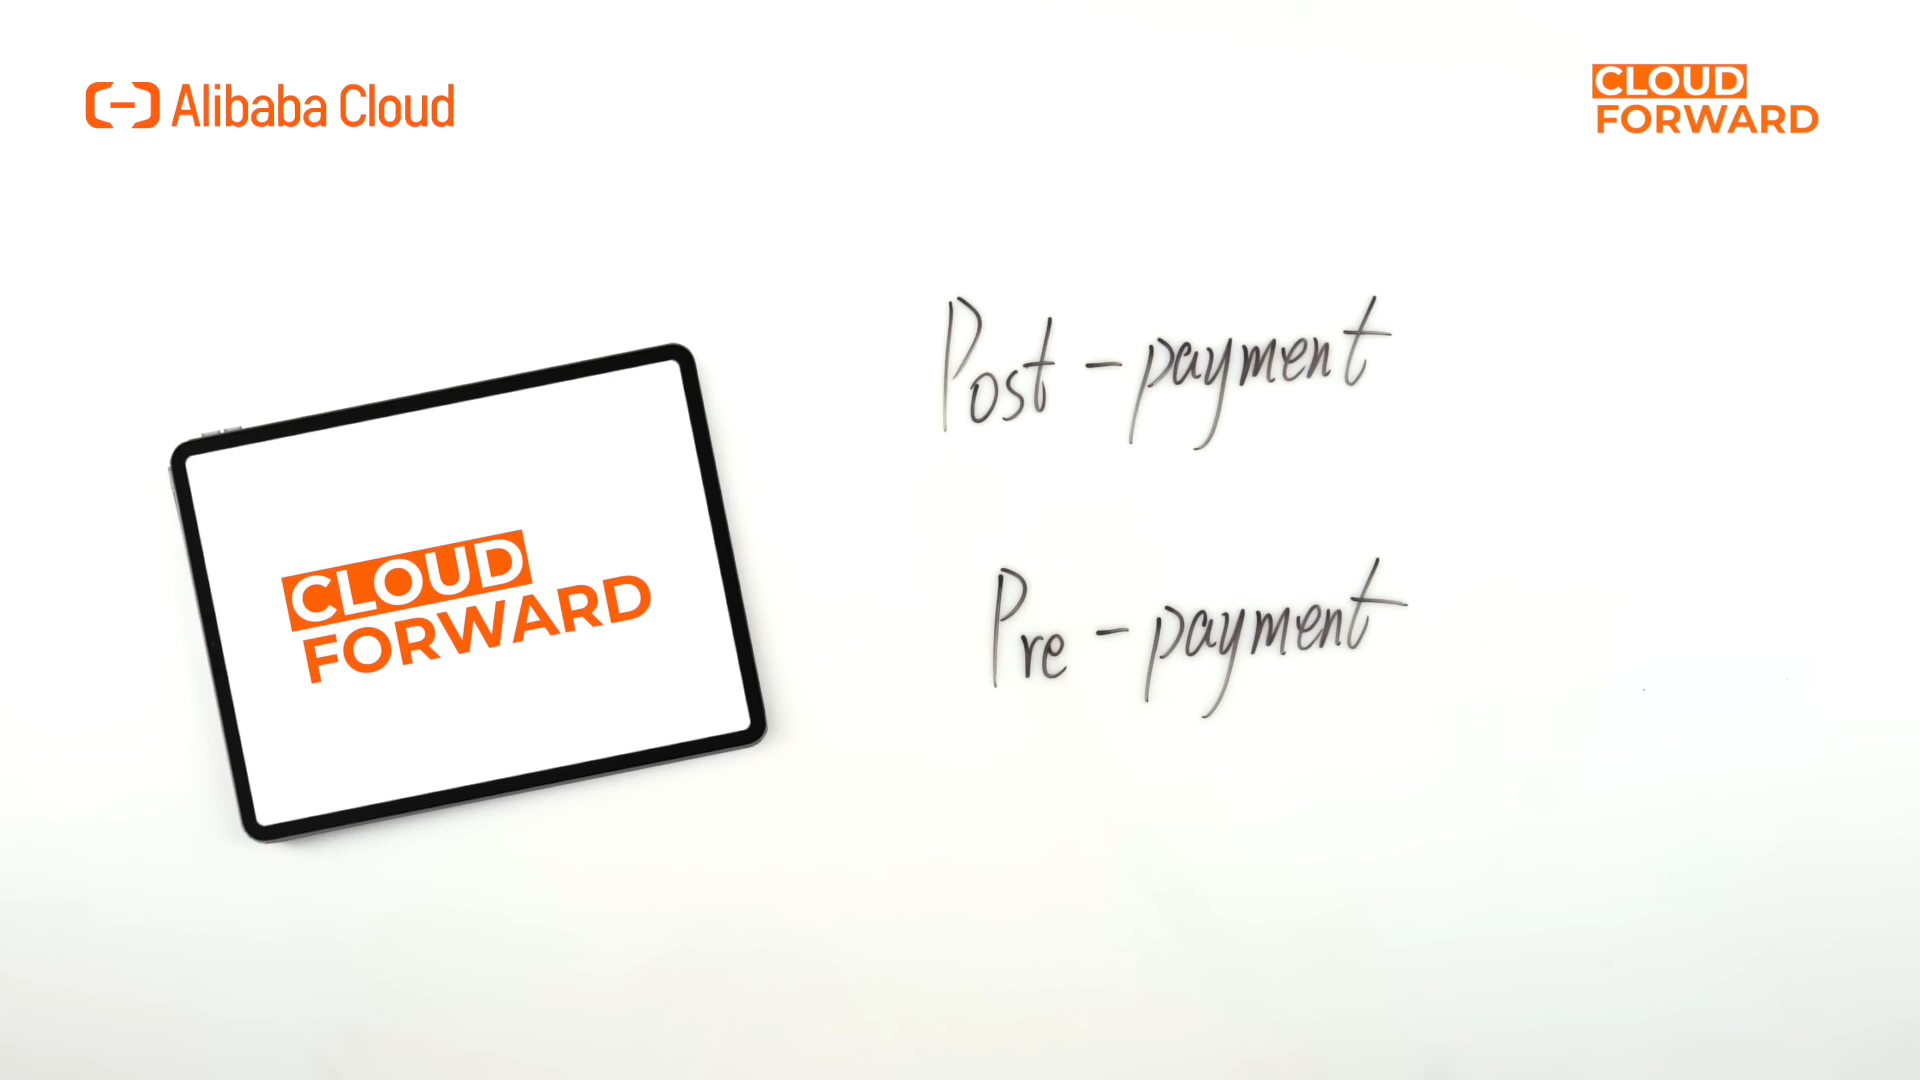 Alibaba Cloud
CLOUD
FORWARD
Post-payment
CLOUD
FORWARD
Pre-payment